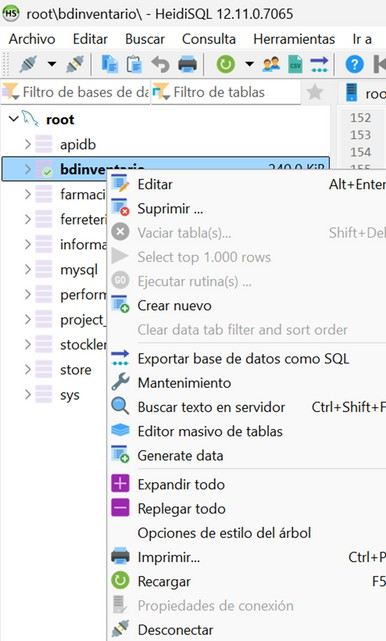 root\bdinventario\ - HeidiSQL 12.11.0.7065
Archivo Editar Buscar Consulta Herramientas Ir a
Filtro de bases de da Filtro de tablas roo
root 152
apidb 153
bdinventario 240,0 KiB 154
farmaci
ferreteri
informa
mysql
perform
project_
stockler
store
sys
Editar Alt+Enter
Suprimir ...
Vaciar tabla(s)... Shift+Del
Select top 1.000 rows
Ejecutar rutina(s) ...
Crear nuevo
Clear data tab filter and sort order
Exportar base de datos como SQL
Mantenimiento
Buscar texto en servidor Ctrl+Shift+F
Editor masivo de tablas
Generate data
Expandir todo
Replegar todo
Opciones de estilo del árbol
Imprimir... Ctrl+P
Recargar F5
Propiedades de conexión
Desconectar